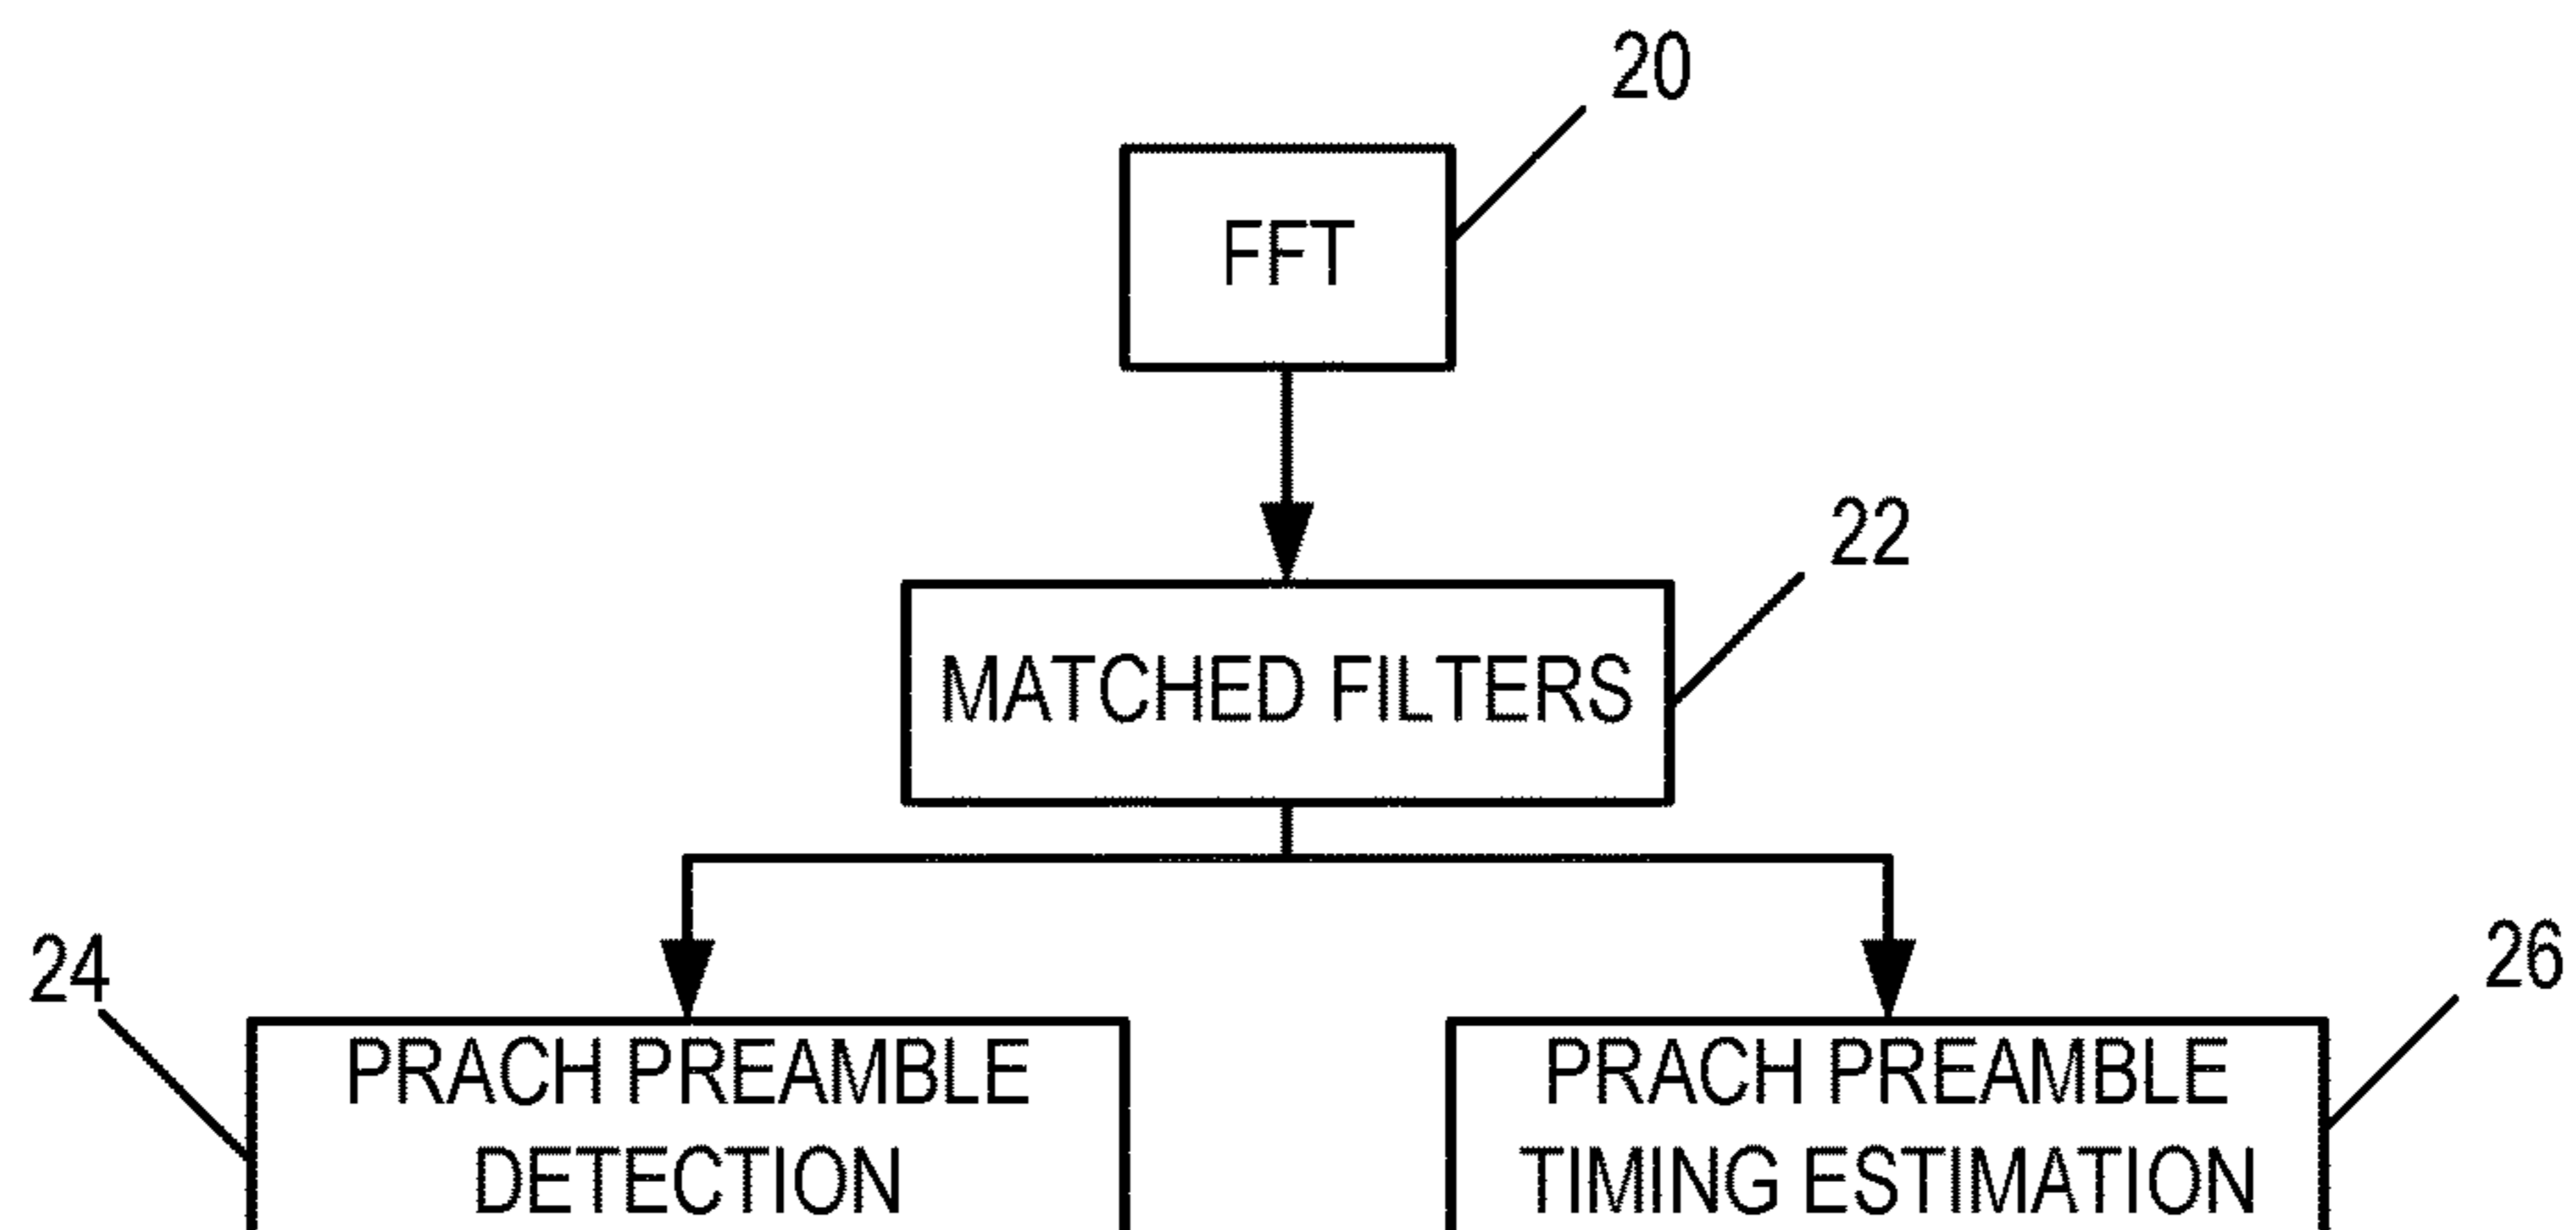 20
FFT
22
MATCHED FILTERS
24
26
PRACH PREAMBLE
DETECTION
PRACH PREAMBLE
TIMING ESTIMATION